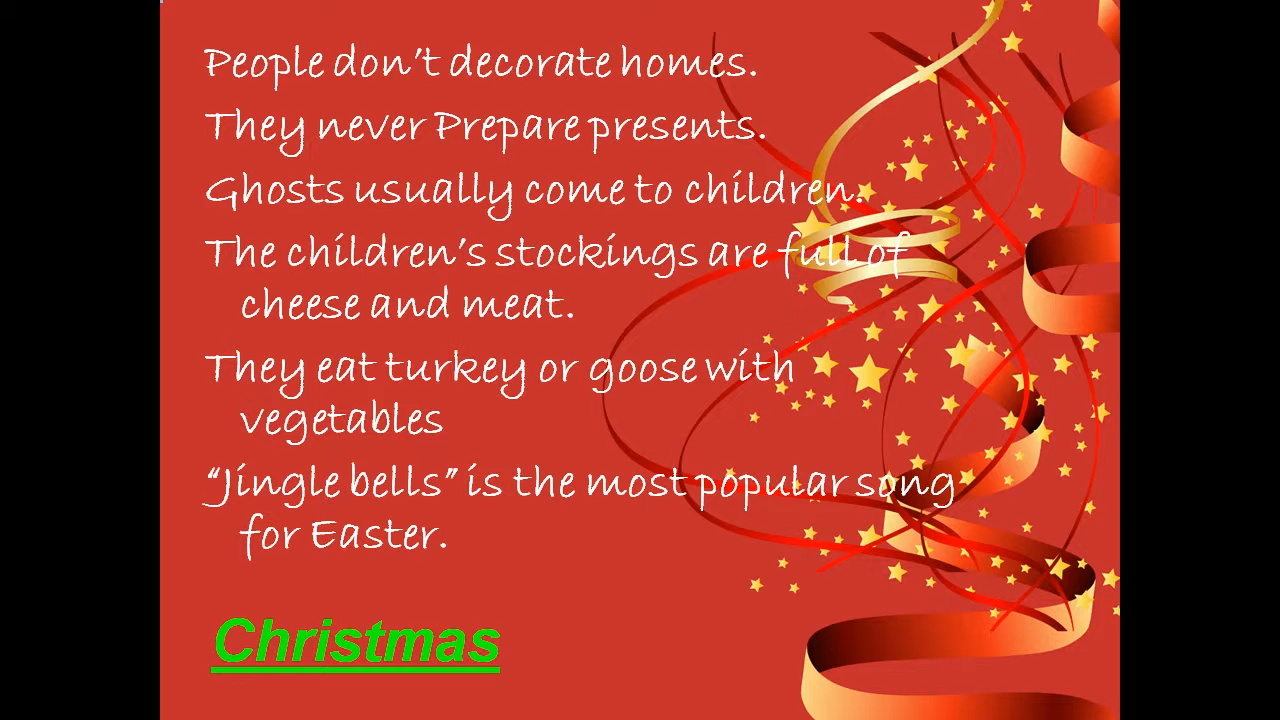 People don't decorate homes.
They never Prepare presents.
Ghosts usually come to children.
The children's stockings are full of
cheese and meat.
They eat turkey or goose with
vegetables
“Jingle bells” is the most popular song
for Easter.
Christmas